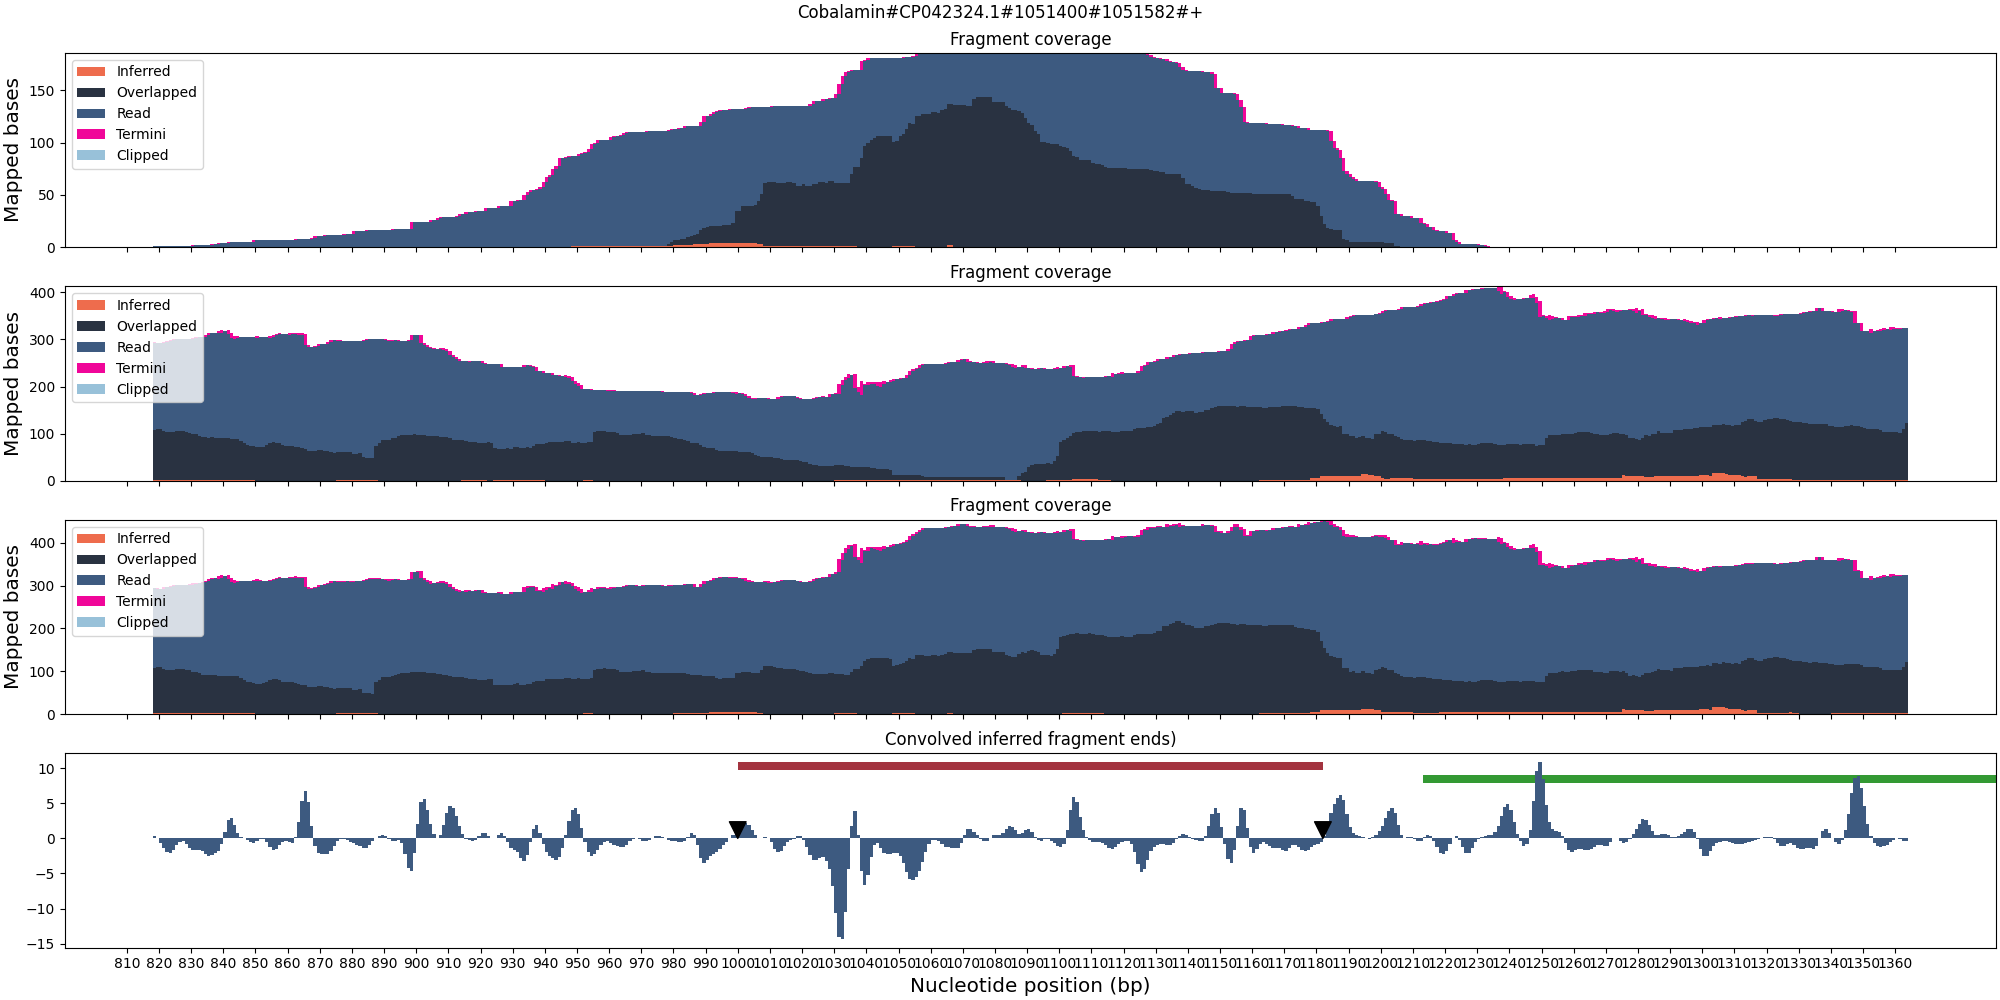 Cobalamin#CP042324.1#1051400#1051582#+
Fragment coverage
Mapped bases
150
100
50
0
Inferred
Overlapped
Read
Termini
Clipped
Fragment coverage
Mapped bases
400
300
200
100
0
Inferred
Overlapped
Read
Termini
Clipped
Fragment coverage
Mapped bases
400
300
200
100
0
Inferred
Overlapped
Read
Termini
Clipped
Convolved inferred fragment ends)
10
5
0
−5
−10
−15
810 820 830 840 850 860 870 880 890 900 910 920 930 940 950 960 970 980 990 1000 1010 1020 1030 1040 1050 1060 1070 1080 1090 1100 1110 1120 1130 1140 1150 1160 1170 1180 1190 1200 1210 1220 1230 1240 1250 1260 1270 1280 1290 1300 1310 1320 1330 1340 1350 1360
Nucleotide position (bp)